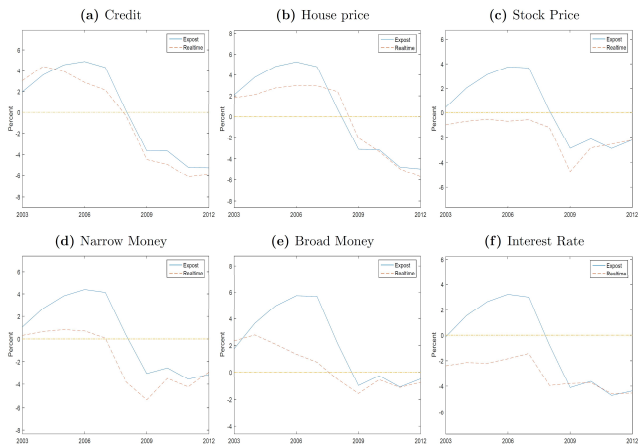 (a) Credit
(b) House price
(c) Stock Price
Expost
Realtime
Expost
Realtime
Expost
Realtime
Percent
6
4
2
0
-2
-4
-6
-8
2003
2006
2009
2012
Percent
8
6
4
2
0
-2
-4
-6
-8
2003
2006
2009
2012
Percent
6
4
2
0
2
-4
-6
-8
2003
2006
2009
2012
(d) Narrow Money
(e) Broad Money
(f) Interest Rate
Expost
Realtime
Expost
Realtime
Expost
Realtime
Percent
6
4
2
0
-2
-4
-6
-8
2003
2006
2009
2012
Percent
8
6
4
2
0
-2
-4
2003
2006
2009
2012
Percent
6
4
2
0
-2
-4
-6
2003
2006
2009
2012